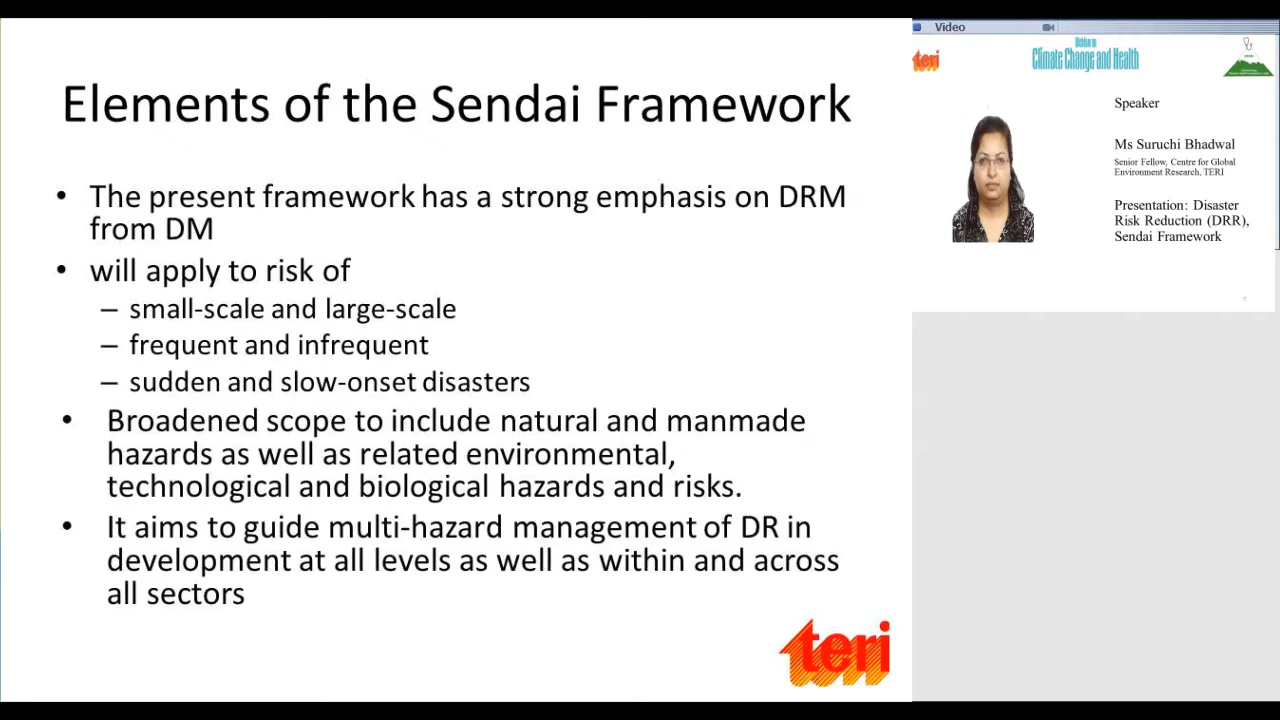 Elements of the Sendai Framework
• The present framework has a strong emphasis on DRM
from DM
• will apply to risk of
– small-scale and large-scale
– frequent and infrequent
– sudden and slow-onset disasters
• Broadened scope to include natural and manmade
hazards as well as related environmental,
technological and biological hazards and risks.
• It aims to guide multi-hazard management of DR in
development at all levels as well as within and across
all sectors
teri
Video
teri
Climate Change and Health
Speaker
Ms Suruchi Bhadwal
Senior Fellow, Centre for Global
Environment Research, TERI
Presentation: Disaster
Risk Reduction (DRR),
Sendai Framework
7